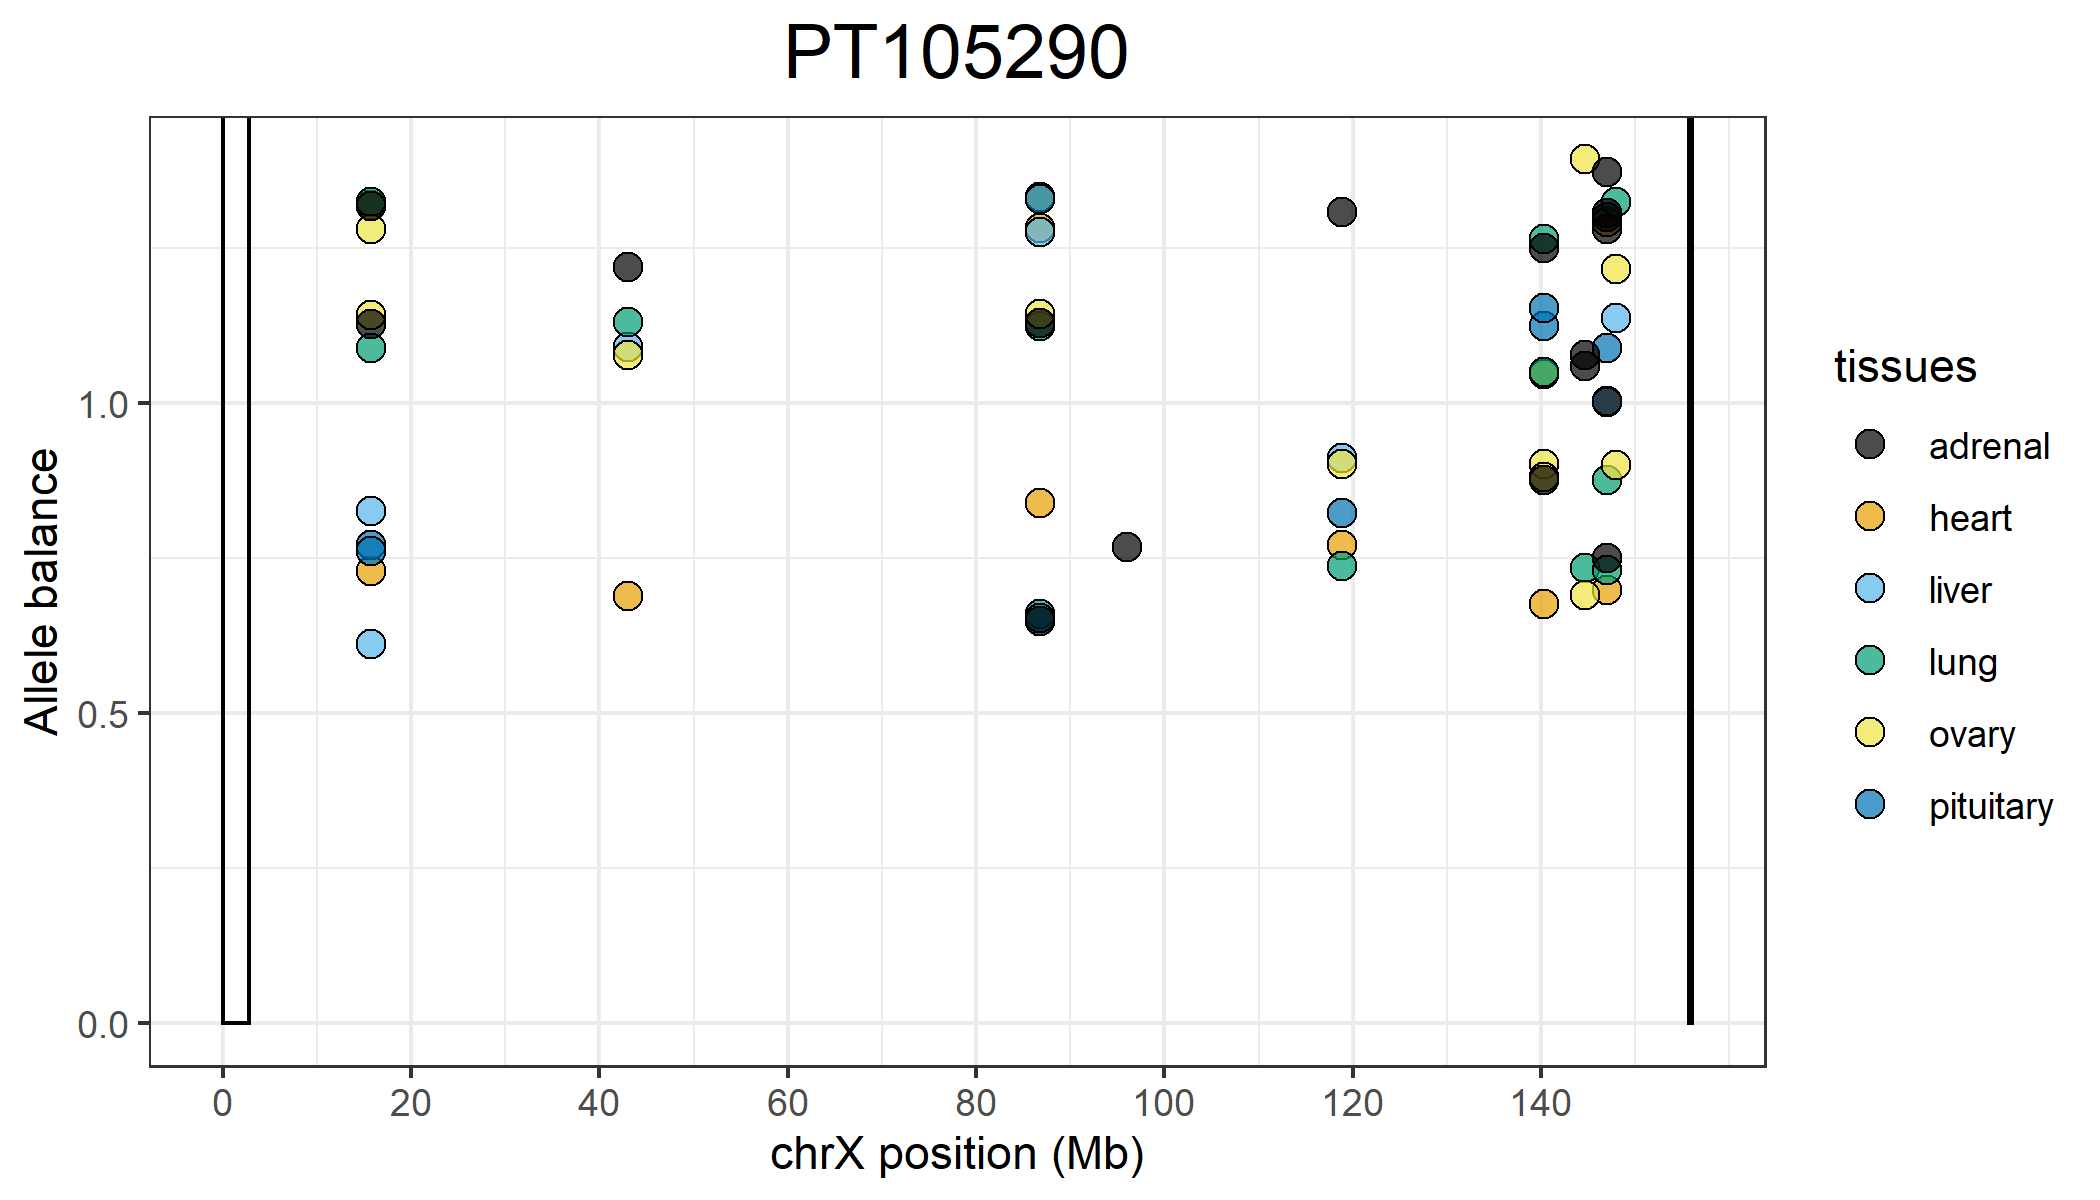 PT105290
Allele balance
1.0
0.5
0.0
0 20 40 60 80 100 120 140
chrX position (Mb)
tissues
adrenal
heart
liver
lung
ovary
pituitary